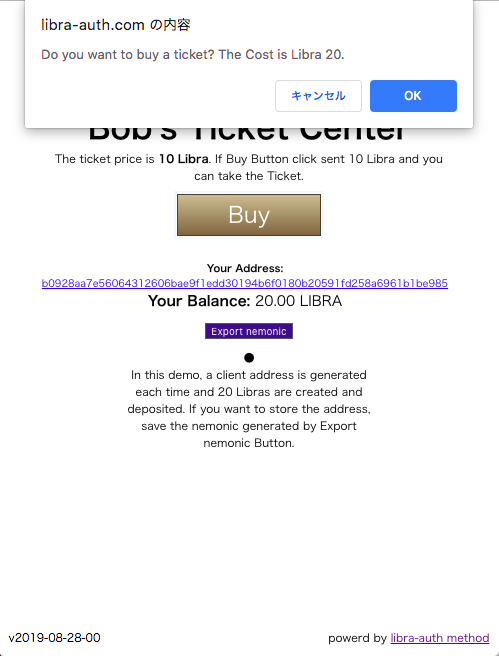 libra-auth.com の内容
Do you want to buy a ticket? The Cost is Libra 20.
キャンセル
OK
Bob's Ticket Center
The ticket price is 10 Libra. If Buy Button click sent 10 Libra and you
can take the Ticket.
Buy
Your Address:
b0928aa7e56064312606bae9f1edd30194b6f0180b20591fd258a6961b1be985
Your Balance: 20.00 LIBRA
Export nemonic
In this demo, a client address is generated
each time and 20 Libras are created and
deposited. If you want to store the address,
save the nemonic generated by Export
nemonic Button.
v2019-08-28-00
powerd by libra-auth method